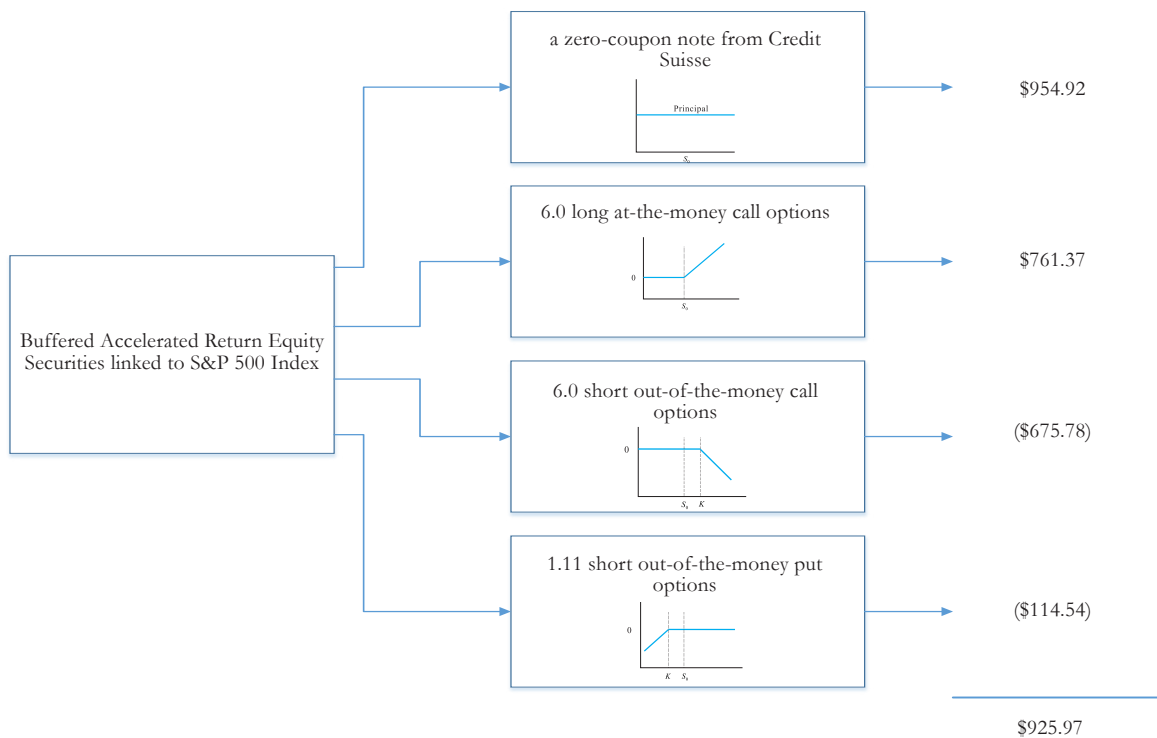 a zero-coupon note from Credit
Suisse
Principal
S₀
$954.92
6.0 long at-the-money call options
0
S₀
$761.37
Buffered Accelerated Return Equity
Securities linked to S&P 500 Index
6.0 short out-of-the-money call
options
0
S₀ K
($675.78)
1.11 short out-of-the-money put
options
0
K S₀
($114.54)
$925.97